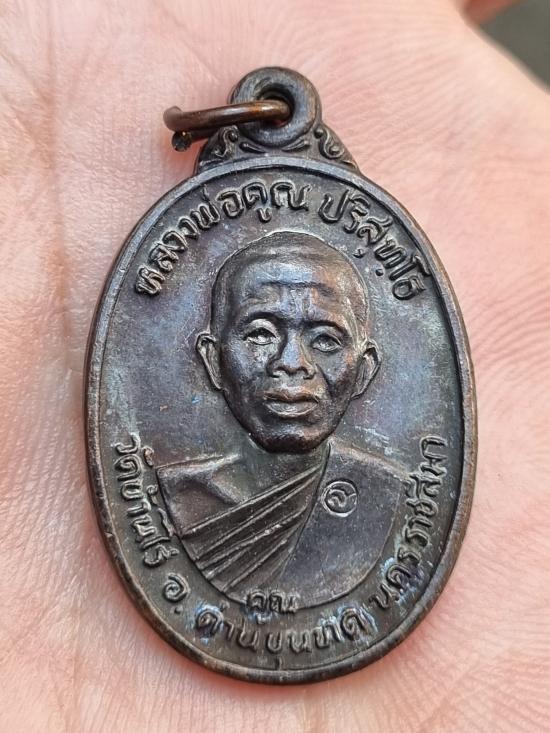 หลวงพ่อคูณ ปริสุทฺโธ
คูณ
วัดบ้านไร่ อ. ด่านขุนทด นครราชสีมา